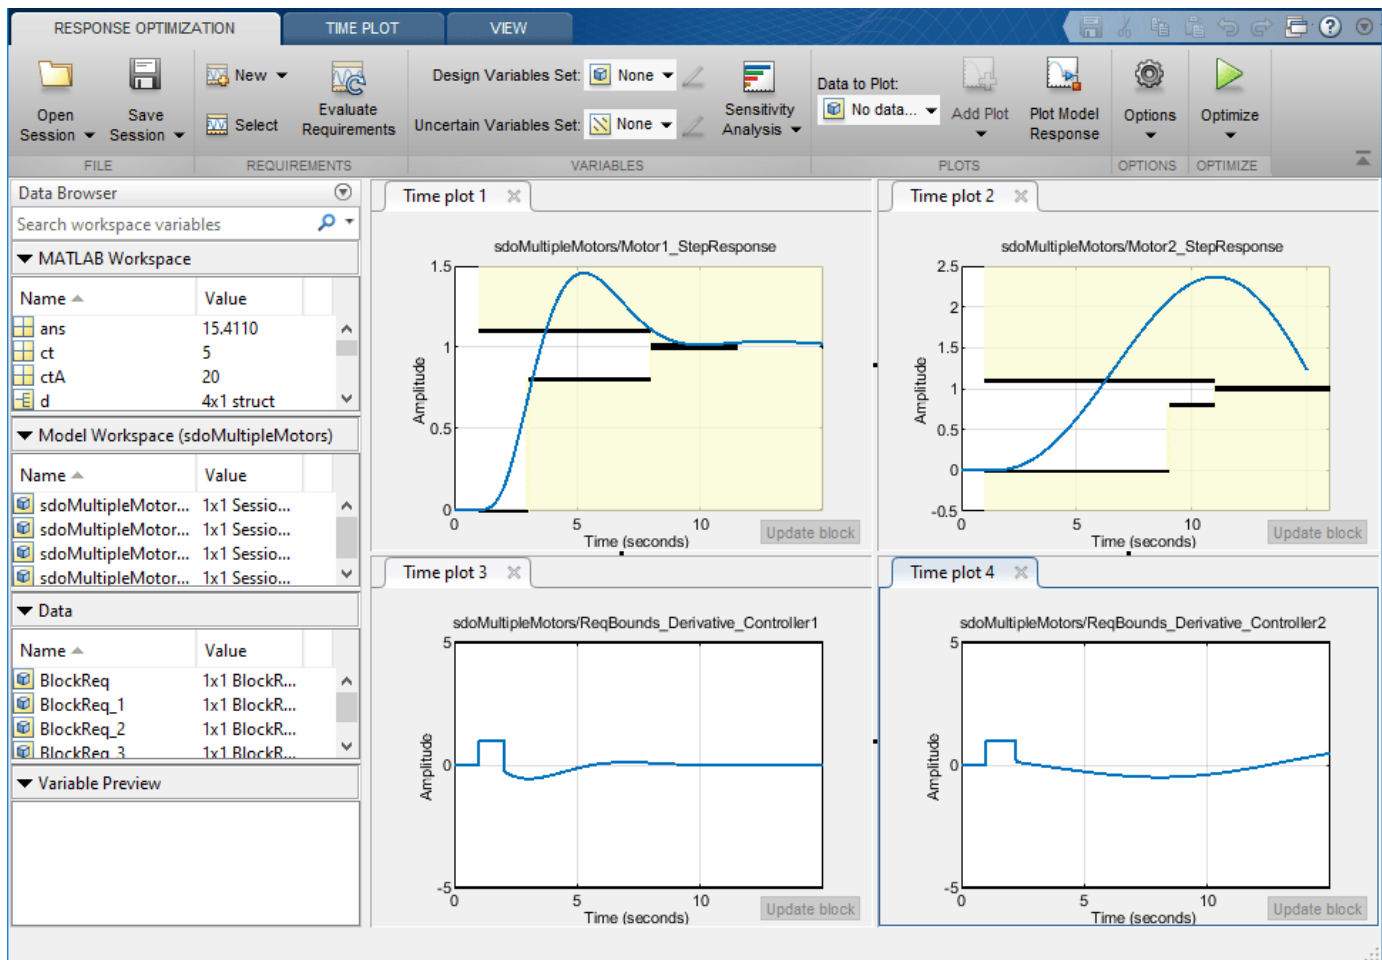 RESPONSE OPTIMIZATION
TIME PLOT
VIEW
Open Session
Save Session
FILE
New
Select
Evaluate Requirements
REQUIREMENTS
Design Variables Set: None
Uncertain Variables Set: None
Sensitivity Analysis
VARIABLES
Data to Plot:
No data...
Add Plot
Plot Model Response
PLOTS
Options
OPTIONS
Optimize
OPTIMIZE
Data Browser
Search workspace variables
MATLAB Workspace
Name Value
ans 15.4110
ct 5
ctA 20
d 4x1 struct
Model Workspace (sdoMultipleMotors)
Name Value
sdoMultipleMotor... 1x1 Sessio...
sdoMultipleMotor... 1x1 Sessio...
sdoMultipleMotor... 1x1 Sessio...
sdoMultipleMotor... 1x1 Sessio...
Data
Name Value
BlockReq 1x1 BlockR...
BlockReq_1 1x1 BlockR...
BlockReq_2 1x1 BlockR...
BlockReq_3 1x1 BlockR...
Variable Preview
Time plot 1
sdoMultipleMotors/Motor1_StepResponse
1.5
1
0.5
0
Amplitude
0 5 10
Time (seconds)
Update block
Time plot 2
sdoMultipleMotors/Motor2_StepResponse
2.5
2
1.5
1
0.5
0
-0.5
Amplitude
0 5 10
Time (seconds)
Update block
Time plot 3
sdoMultipleMotors/ReqBounds_Derivative_Controller1
5
0
-5
Amplitude
0 5 10
Time (seconds)
Update block
Time plot 4
sdoMultipleMotors/ReqBounds_Derivative_Controller2
5
0
-5
Amplitude
0 5 10
Time (seconds)
Update block